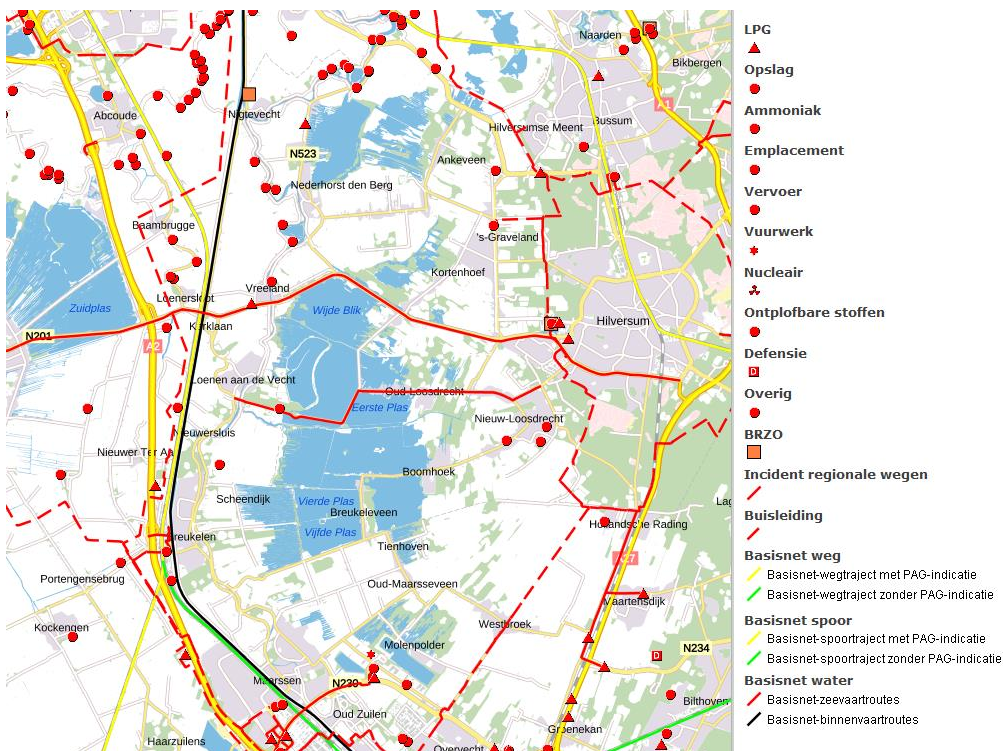 Naarden
Bikbergen
Abcoude
Nigtevecht
A1
Hilversumse Meent
Bussum
N523
Ankeveen
Nederhorst den Berg
Baambrugge
's-Graveland
Kortenhoef
Vreeland
Loenersloot
Zuidplas
Wijde Blik
Kerklaan
Hilversum
N201
A2
Loenen aan de Vecht
Oud-Loosdrecht
Eerste Plas
Nieuw-Loosdrecht
Nieuwersluis
Nieuwer Ter Aa
Boomhoek
Scheendijk
Vierde Plas
Breukeleveen
Lag
Hollandsche Rading
Vijfde Plas
Breukelen
Tienhoven
A27
Portengensebrug
Oud-Maarsseveen
Maartensdijk
Westbroek
Kockengen
Molenpolder
N234
Maarssen
N230
Bilthoven
Oud Zuilen
Groenekan
Haarzuilens
Overvecht
LPG
Opslag
Ammoniak
Emplacement
Vervoer
Vuurwerk
Nucleair
Ontplofbare stoffen
Defensie
D
Overig
BRZO
Incident regionale wegen
Buisleiding
Basisnet weg
Basisnet-wegtraject met PAG-indicatie
Basisnet-wegtraject zonder PAG-indicatie
Basisnet spoor
Basisnet-spoortraject met PAG-indicatie
Basisnet-spoortraject zonder PAG-indicatie
Basisnet water
Basisnet-zeevaartroutes
Basisnet-binnenvaartroutes